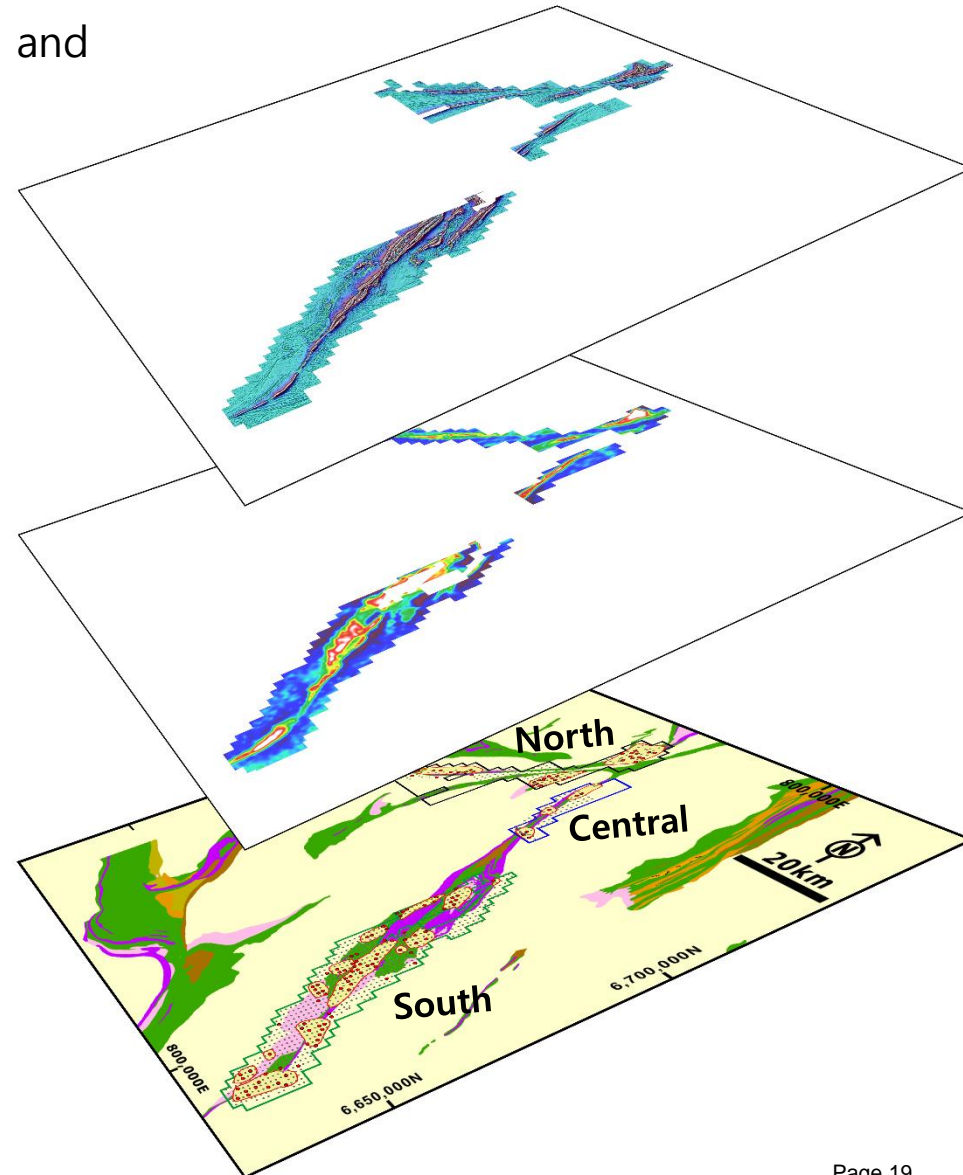 and
North
Central
800,000E
N
20km
6,700,000N
South
800,000E
6,650,000N
Page 19